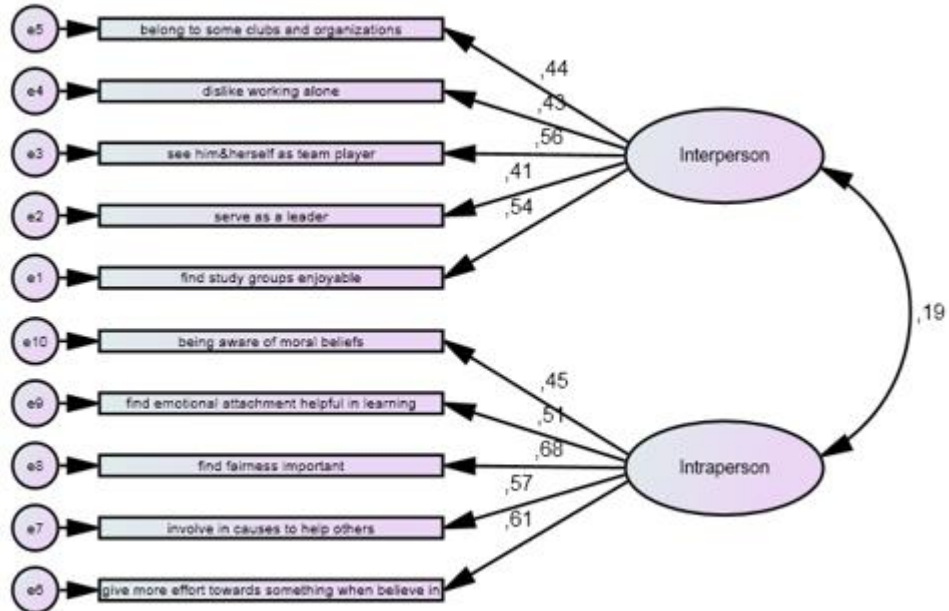 e5
belong to some clubs and organizations
,44
e4
dislike working alone
,43
e3
see him&herself as team player
,56
Interperson
e2
serve as a leader
,41
e1
find study groups enjoyable
,54
,19
e10
being aware of moral beliefs
,45
e9
find emotional attachment helpful in learning
,51
e8
find fairness important
,68
Intraperson
e7
involve in causes to help others
,57
e6
give more effort towards something when believe in
,61